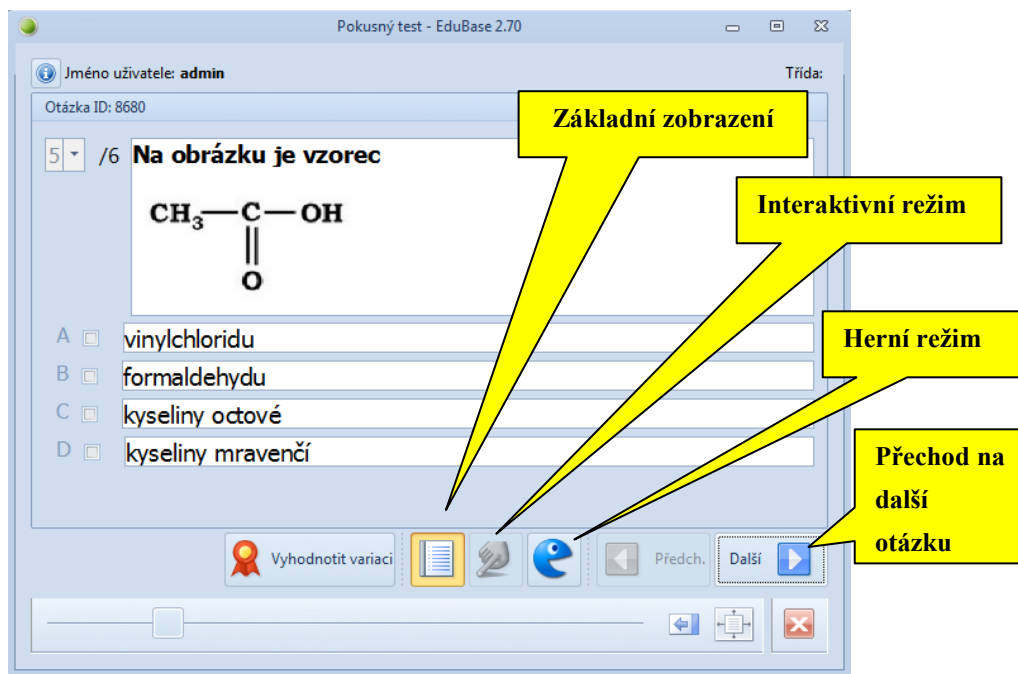 Pokusný test - EduBase 2.70
Jméno uživatele: admin
Třída:
Otázka ID: 8680
Základní zobrazení
5 /6 Na obrázku je vzorec
CH3—C—OH
O
Interaktivní režim
Herní režim
A vinylchloridu
B formaldehydu
C kyseliny octové
D kyseliny mravenčí
Přechod na
další
otázku
Vyhodnotit variaci
Předch.
Další